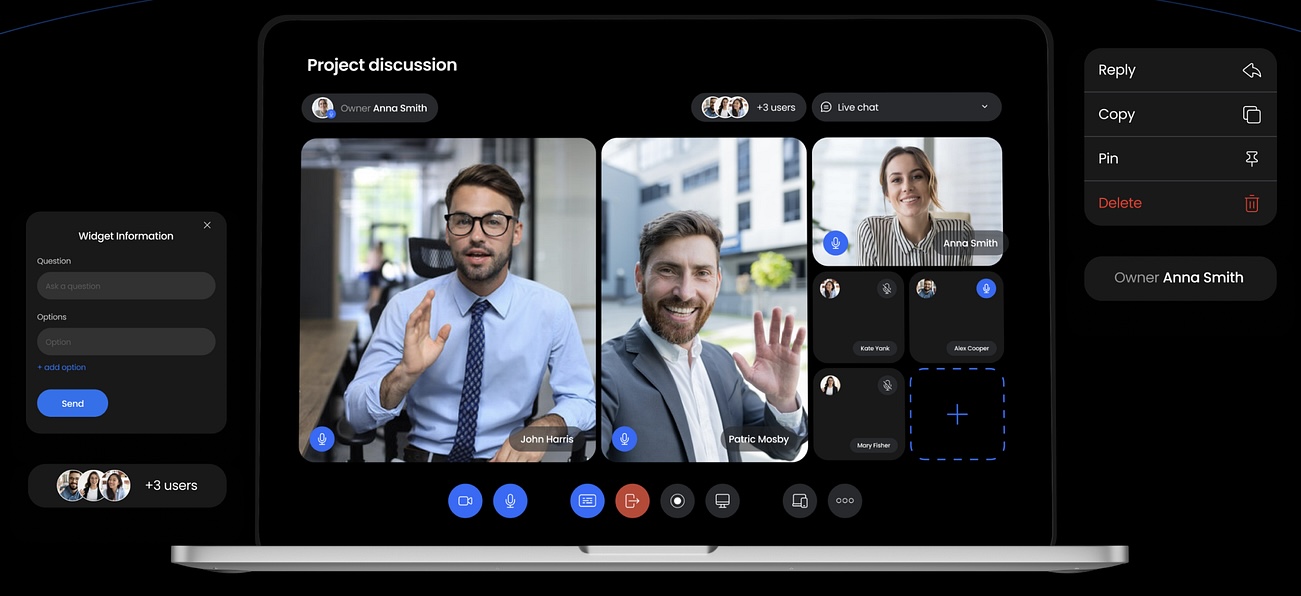 Project discussion
Owner Anna Smith
+3 users
Live chat
John Harris
Patric Mosby
Anna Smith
Kate Yank
Alex Cooper
Mary Fisher
Widget Information
Question
Ask a question
Options
Option
+ add option
Send
+3 users
Reply
Copy
Pin
Delete
Owner Anna Smith